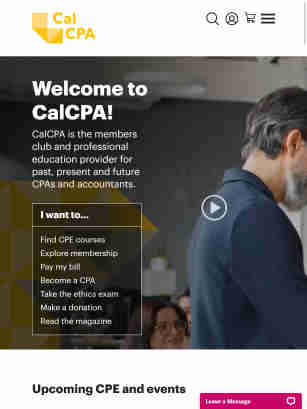 Cal
CPA
Welcome to
CalCPA!
CalCPA is the members
club and professional
education provider for
past, present and future
CPAs and accountants.
I want to...
Find CPE courses
Explore membership
Pay my bill
Become a CPA
Take the ethics exam
Make a donation
Read the magazine
Upcoming CPE and events
Leave a Message